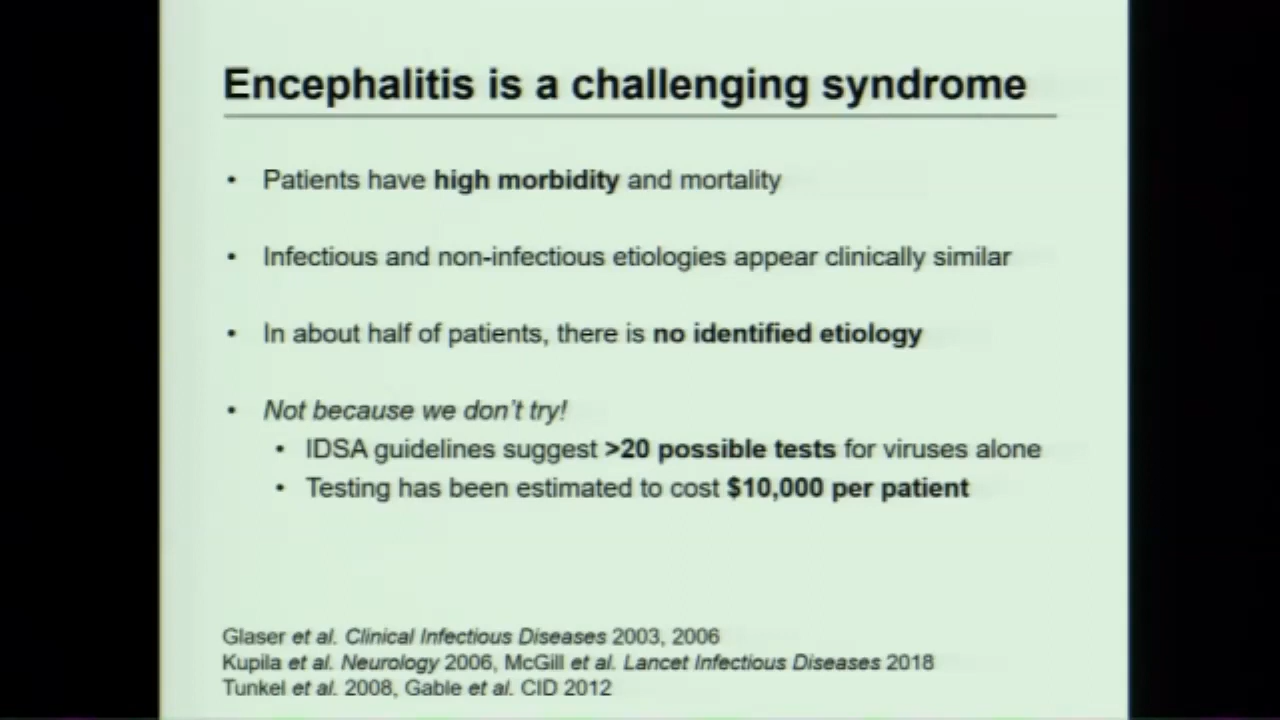 Encephalitis is a challenging syndrome
• Patients have high morbidity and mortality
• Infectious and non-infectious etiologies appear clinically similar
• In about half of patients, there is no identified etiology
• Not because we don't try!
• IDSA guidelines suggest >20 possible tests for viruses alone
• Testing has been estimated to cost $10,000 per patient
Glaser et al. Clinical Infectious Diseases 2003, 2006
Kupila et al. Neurology 2006, McGill et al. Lancet Infectious Diseases 2018
Tunkel et al. 2008, Gable et al. CID 2012